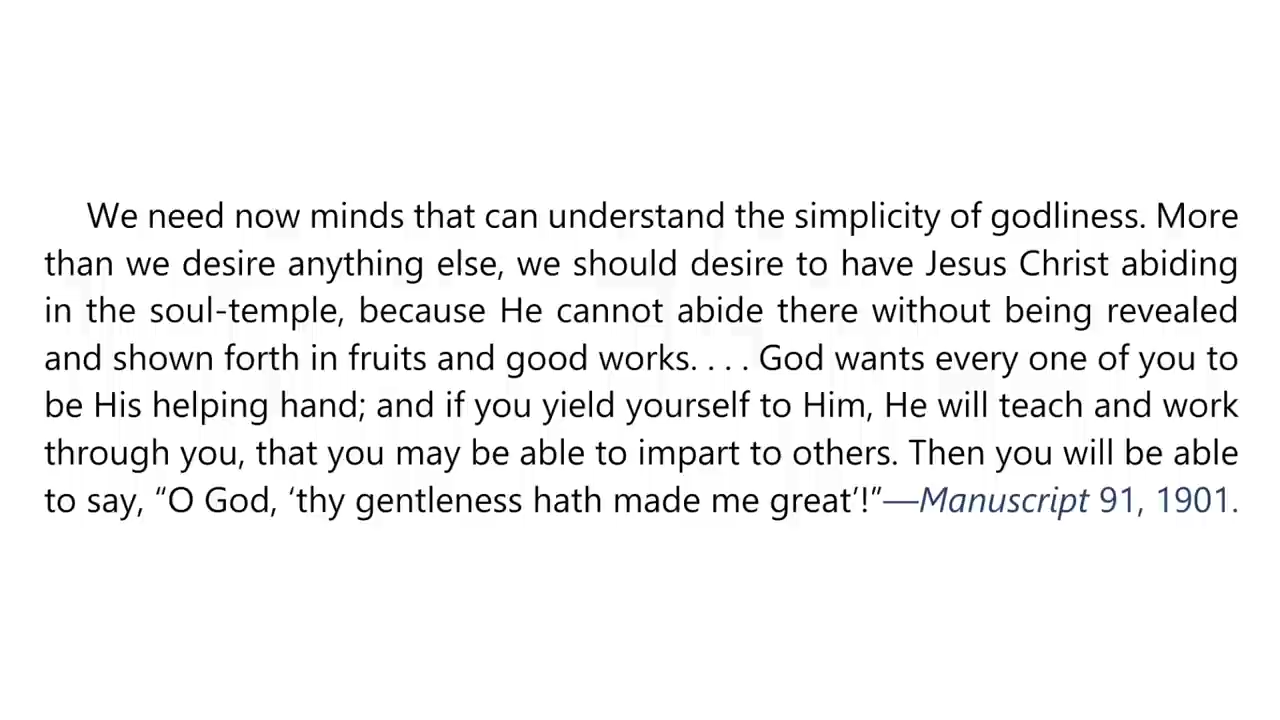 We need now minds that can understand the simplicity of godliness. More
than we desire anything else, we should desire to have Jesus Christ abiding
in the soul-temple, because He cannot abide there without being revealed
and shown forth in fruits and good works. . . . God wants every one of you to
be His helping hand; and if you yield yourself to Him, He will teach and work
through you, that you may be able to impart to others. Then you will be able
to say, “O God, ‘thy gentleness hath made me great’!”—Manuscript 91, 1901.